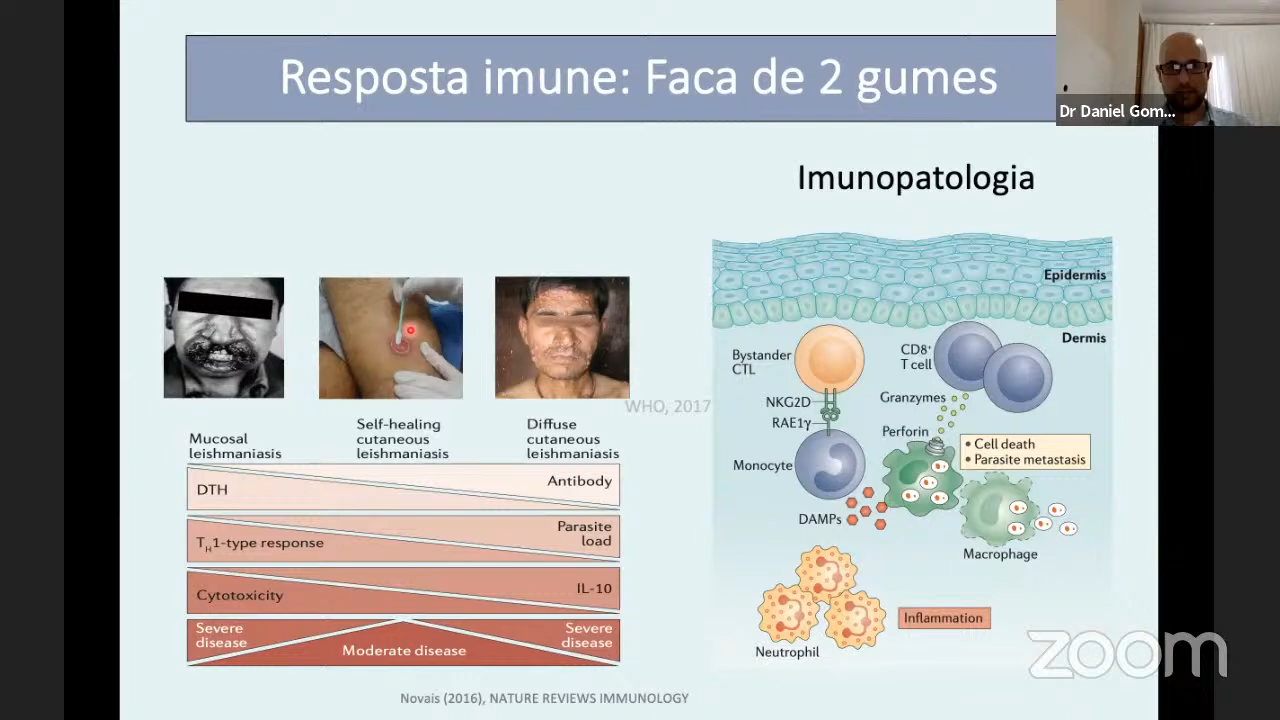 Resposta imune: Faca de 2 gumes
Dr Daniel Gom...
Imunopatologia
WHO, 2017
Mucosal
leishmaniasis
Self-healing
cutaneous
leishmaniasis
Diffuse
cutaneous
leishmaniasis
DTH
Antibody
TH1-type response
Parasite
load
Cytotoxicity
IL-10
Severe
disease
Moderate disease
Severe
disease
Novais (2016), NATURE REVIEWS IMMUNOLOGY
Epidermis
Dermis
Bystander
CTL
CD8+
T cell
NKG2D
RAE1γ
Granzymes
Perforin
Monocyte
• Cell death
• Parasite metastasis
DAMPs
Macrophage
Inflammation
Neutrophil
zoom